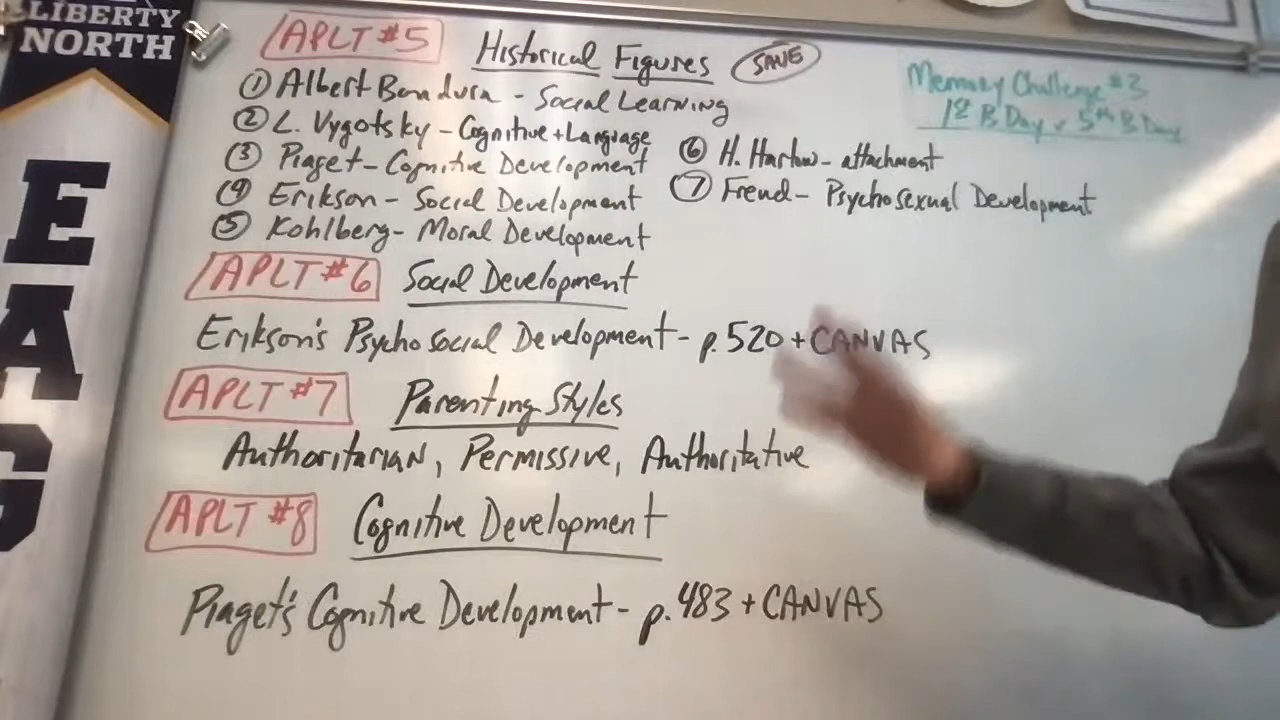 LIBERTY
NORTH
E
A
G
APLT #5 Historical Figures SAVE
① Albert Bandura - Social Learning
② L. Vygotsky - Cognitive + Language
③ Piaget - Cognitive Development
④ Erikson - Social Development
⑤ Kohlberg - Moral Development
⑥ H. Harlow - attachment
⑦ Freud - Psychosexual Development
Memory Challenge #3
1st B Day v 5th B Day
APLT #6 Social Development
Erikson's Psychosocial Development - p. 520 + CANVAS
APLT #7 Parenting Styles
Authoritarian, Permissive, Authoritative
APLT #8 Cognitive Development
Piaget's Cognitive Development - p. 483 + CANVAS